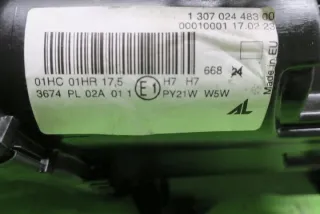 1 307 024 483 00
00010001 17.02.23
668 24
01HC 01HR 17,5 E1 H7 H7
3674 PL 02A 01 1 PY21W W5W
AL
Made in EU